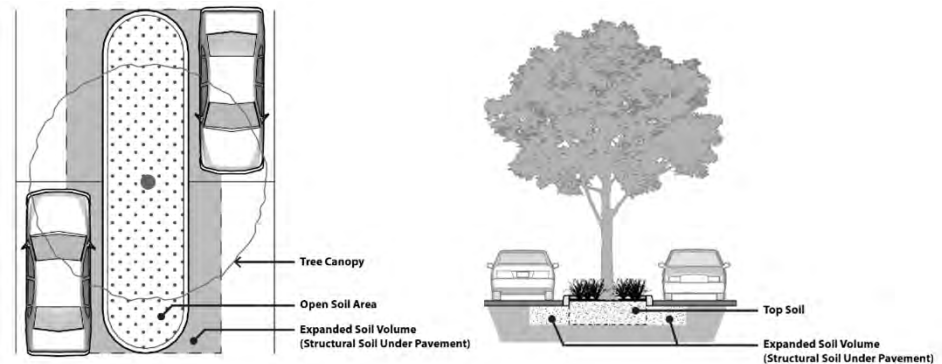 Tree Canopy
Open Soil Area
Expanded Soil Volume
(Structural Soil Under Pavement)
Top Soil
Expanded Soil Volume
(Structural Soil Under Pavement)